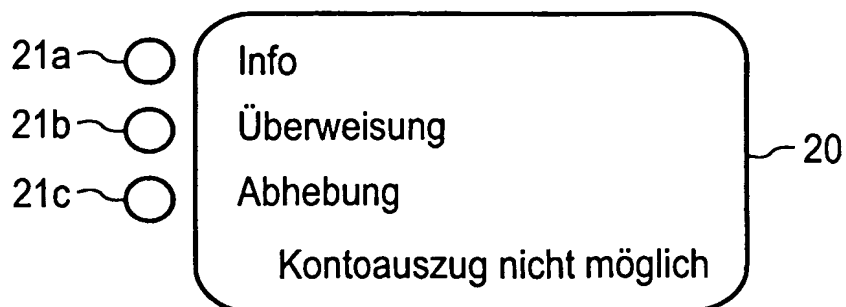 21a Info
21b Überweisung
20
21c Abhebung
Kontoauszug nicht möglich